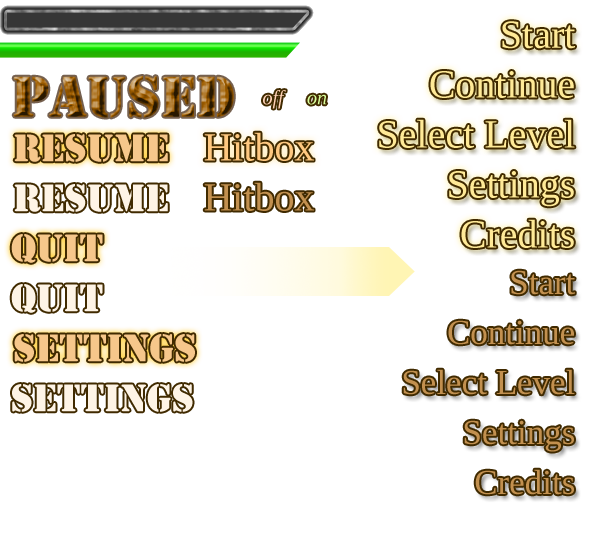 PAUSED
off on
RESUME
Hitbox
RESUME
Hitbox
QUIT
QUIT
SETTINGS
SETTINGS
Start
Continue
Select Level
Settings
Credits
Start
Continue
Select Level
Settings
Credits